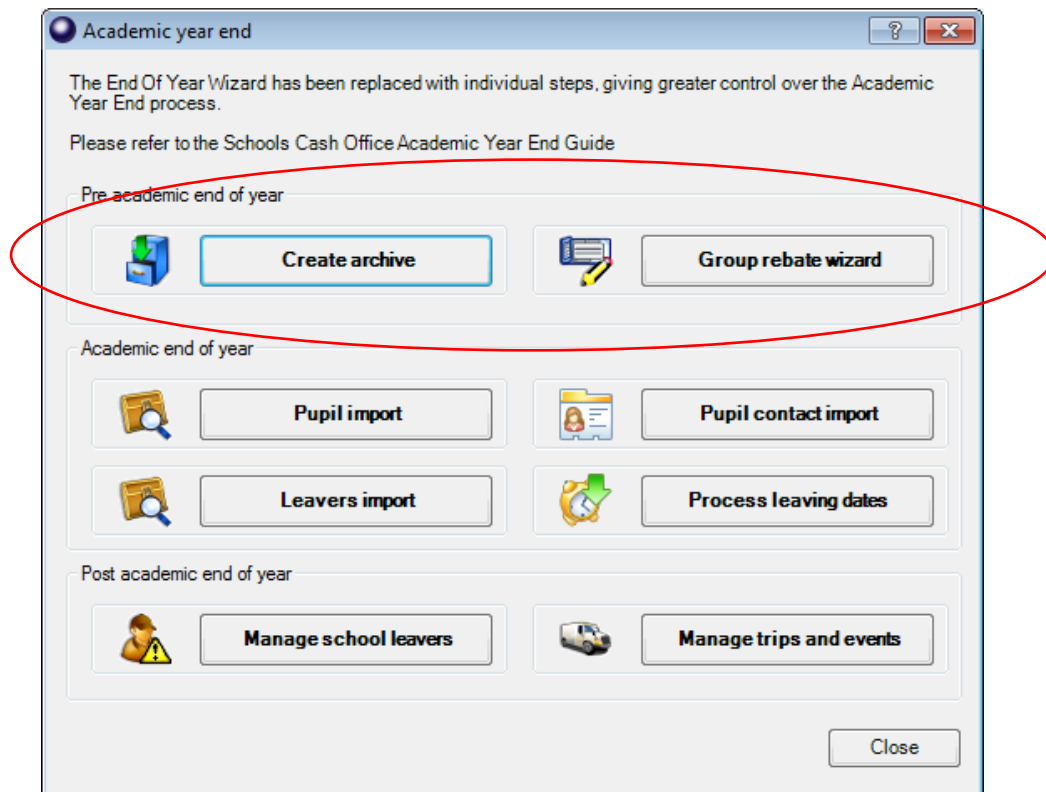 Academic year end
The End Of Year Wizard has been replaced with individual steps, giving greater control over the Academic
Year End process.
Please refer to the Schools Cash Office Academic Year End Guide
Pre academic end of year
Create archive
Group rebate wizard
Academic end of year
Pupil import
Pupil contact import
Leavers import
Process leaving dates
Post academic end of year
Manage school leavers
Manage trips and events
Close